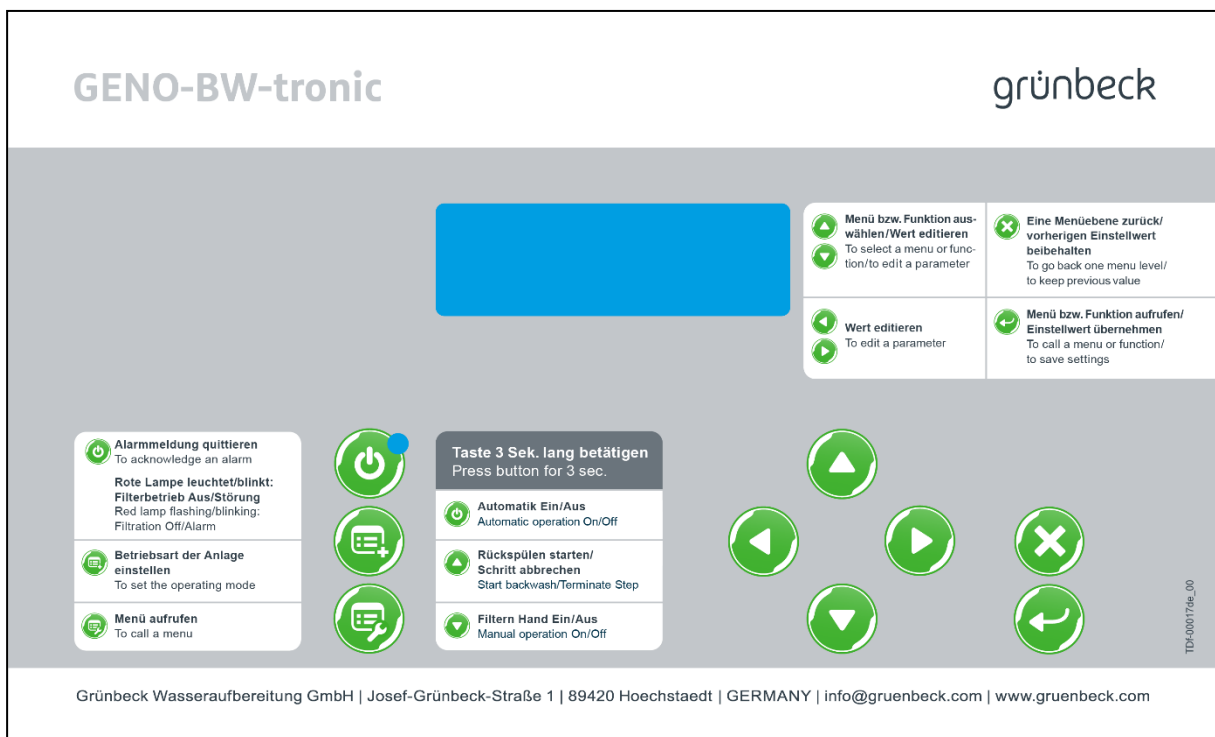 GENO-BW-tronic
grünbeck
Menü bzw. Funktion aus-
wählen/Wert editieren
To select a menu or func-
tion/to edit a parameter
Eine Menüebene zurück/
vorherigen Einstellwert
beibehalten
To go back one menu level/
to keep previous value
Wert editieren
To edit a parameter
Menü bzw. Funktion aufrufen/
Einstellwert übernehmen
To call a menu or function/
to save settings
Alarmmeldung quittieren
To acknowledge an alarm
Rote Lampe leuchtet/blinkt:
Filterbetrieb Aus/Störung
Red lamp flashing/blinking:
Filtration Off/Alarm
Betriebsart der Anlage
einstellen
To set the operating mode
Menü aufrufen
To call a menu
Taste 3 Sek. lang betätigen
Press button for 3 sec.
Automatik Ein/Aus
Automatic operation On/Off
Rückspülen starten/
Schritt abbrechen
Start backwash/Terminate Step
Filtern Hand Ein/Aus
Manual operation On/Off
TDf-00017de_00
Grünbeck Wasseraufbereitung GmbH | Josef-Grünbeck-Straße 1 | 89420 Hoechstaedt | GERMANY | info@gruenbeck.com | www.gruenbeck.com